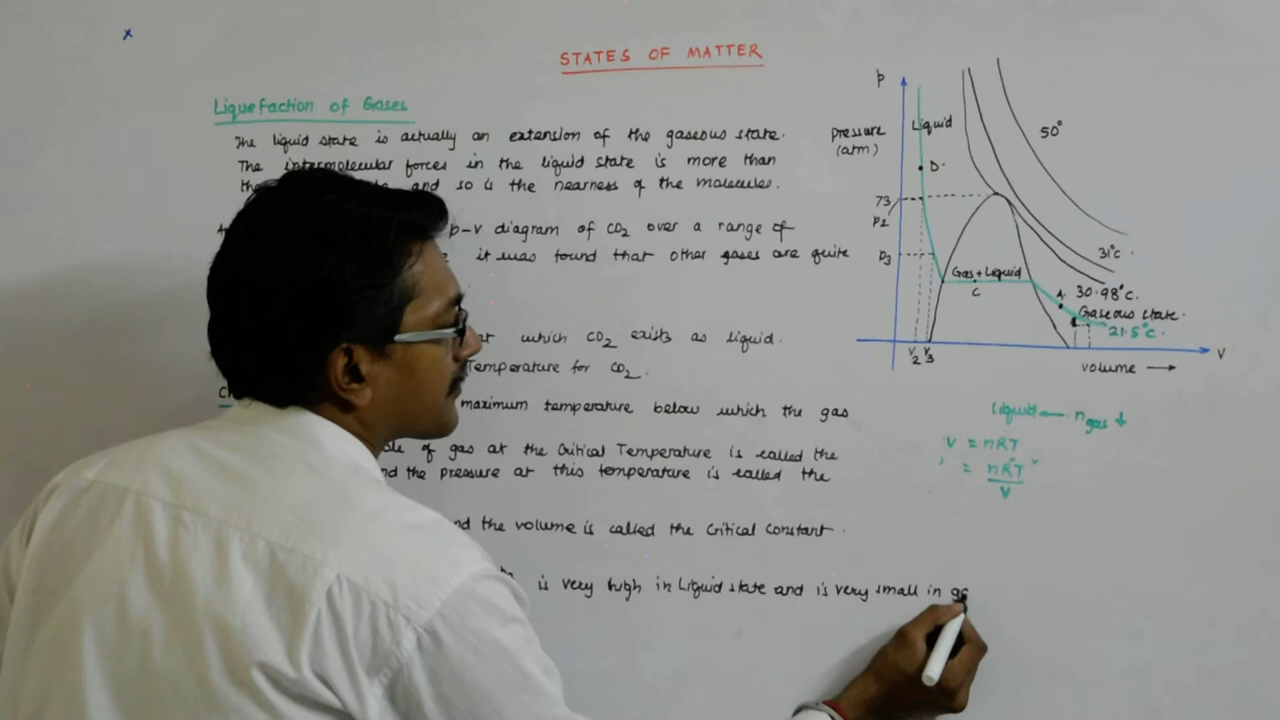 x
STATES OF MATTER
Liquefaction of Gases
The liquid state is actually an extension of the gaseous state.
The intermolecular forces in the liquid state is more than
and so is the nearness of the molecules.
p-v diagram of CO2 over a range of
it was found that other gases are quite
at which CO2 exists as liquid.
Temperature for CO2.
maximum temperature below which the gas
of gas at the Critical Temperature is called the
the pressure at this temperature is called the
the volume is called the Critical Constant.
is very high in Liquid state and is very small in ga
P
Pressure
(atm)
Liquid
D.
50°
73
P2
P3
31°C.
Gas+Liquid
C
A.
30.98°C.
Gaseous state.
21.5°C.
V2
V3
V
volume →
Liquid ← n gas ↓
V = nRT
= nRT
V